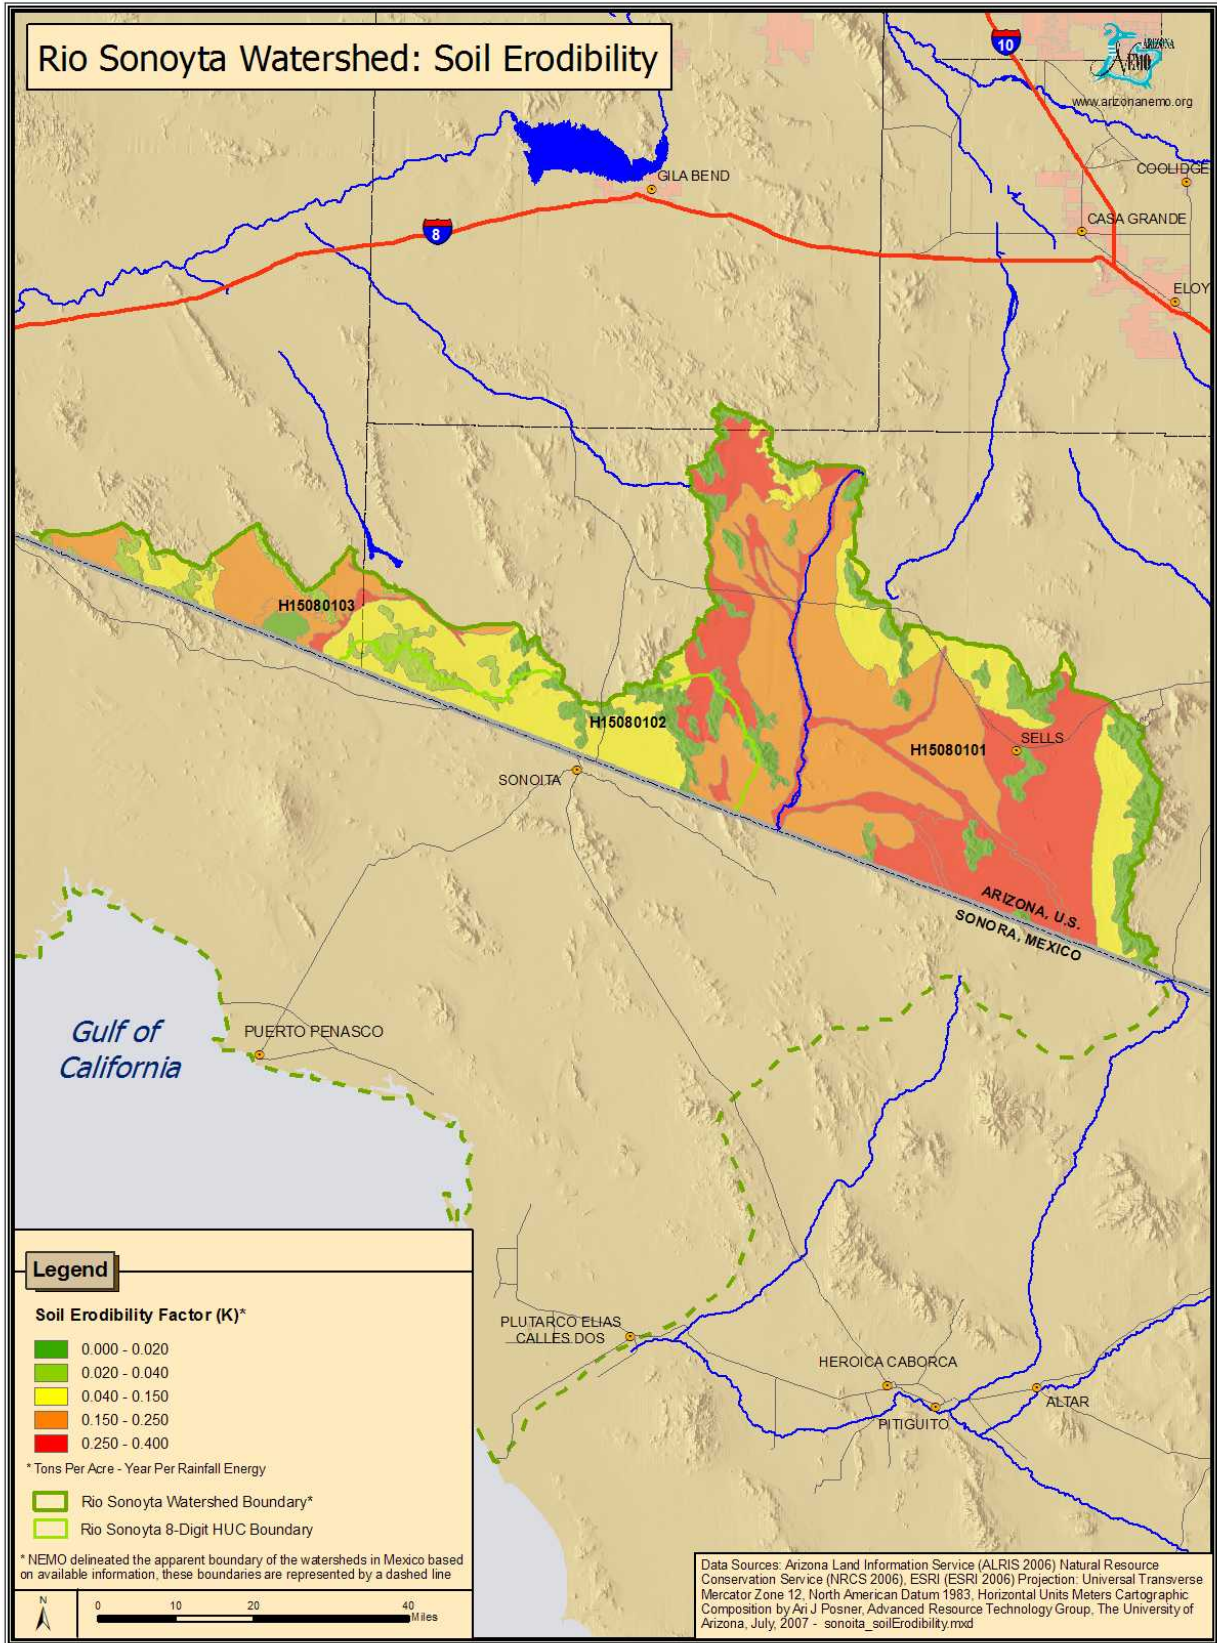 Rio Sonoyta Watershed: Soil Erodibility
10
ARIZONA
NEMO
www.arizonanemo.org
GILA BEND
COOLIDGE
CASA GRANDE
8
ELOY
H15080103
H15080102
H15080101
SELLS
SONOITA
ARIZONA, U.S.
SONORA, MEXICO
Gulf of
California
PUERTO PENASCO
PLUTARCO ELIAS
CALLES DOS
HEROICA CABORCA
ALTAR
PITIGUITO
Legend
Soil Erodibility Factor (K)*
0.000 - 0.020
0.020 - 0.040
0.040 - 0.150
0.150 - 0.250
0.250 - 0.400
* Tons Per Acre - Year Per Rainfall Energy
Rio Sonoyta Watershed Boundary*
Rio Sonoyta 8-Digit HUC Boundary
* NEMO delineated the apparent boundary of the watersheds in Mexico based
on available information, these boundaries are represented by a dashed line
N
0 10 20 40
Miles
Data Sources: Arizona Land Information Service (ALRIS 2006) Natural Resource
Conservation Service (NRCS 2006), ESRI (ESRI 2006) Projection: Universal Transverse
Mercator Zone 12, North American Datum 1983, Horizontal Units Meters Cartographic
Composition by Ari J Posner, Advanced Resource Technology Group, The University of
Arizona, July, 2007 - sonoita_soilErodibility.mxd